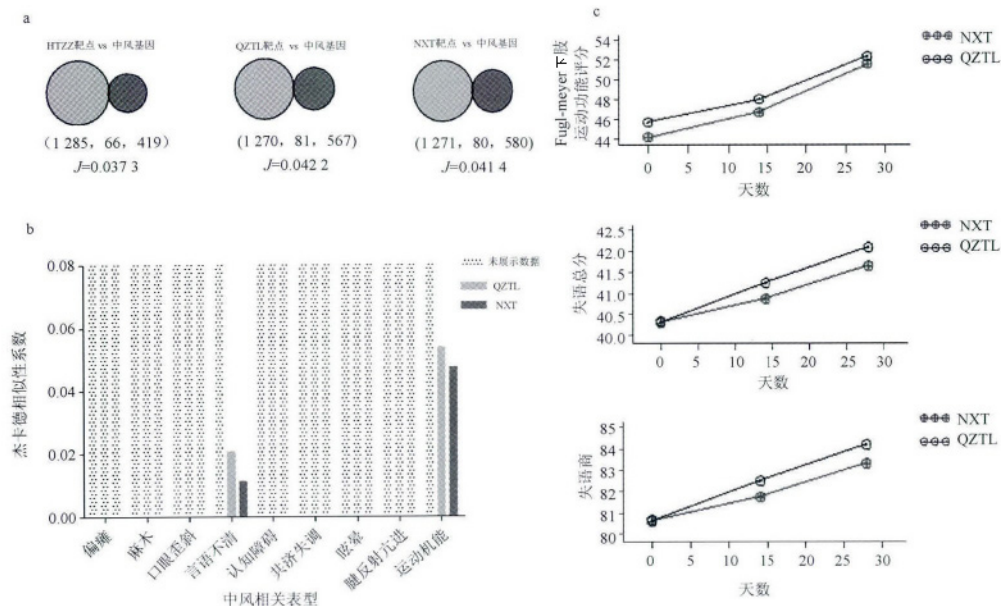 a
HTZZ靶点 vs 中风基因
QZTL靶点 vs 中风基因
NXT靶点 vs 中风基因
(1 285, 66, 419)
(1 270, 81, 567)
(1 271, 80, 580)
J=0.037 3
J=0.042 2
J=0.041 4
b
杰卡德相似性系数
0.08
0.06
0.04
0.02
0.00
未展示数据
QZTL
NXT
偏瘫
麻木
口眼歪斜
言语不清
认知障碍
共济失调
眩晕
腱反射亢进
运动机能
中风相关表型
c
Fugl-meyer下肢
运动功能评分
54
52
50
48
46
44
0 5 10 15 20 25 30
天数
NXT
QZTL
失语总分
42.5
42.0
41.5
41.0
40.5
40.0
0 5 10 15 20 25 30
天数
NXT
QZTL
失语商
85
84
83
82
81
80
0 5 10 15 20 25 30
天数
NXT
QZTL